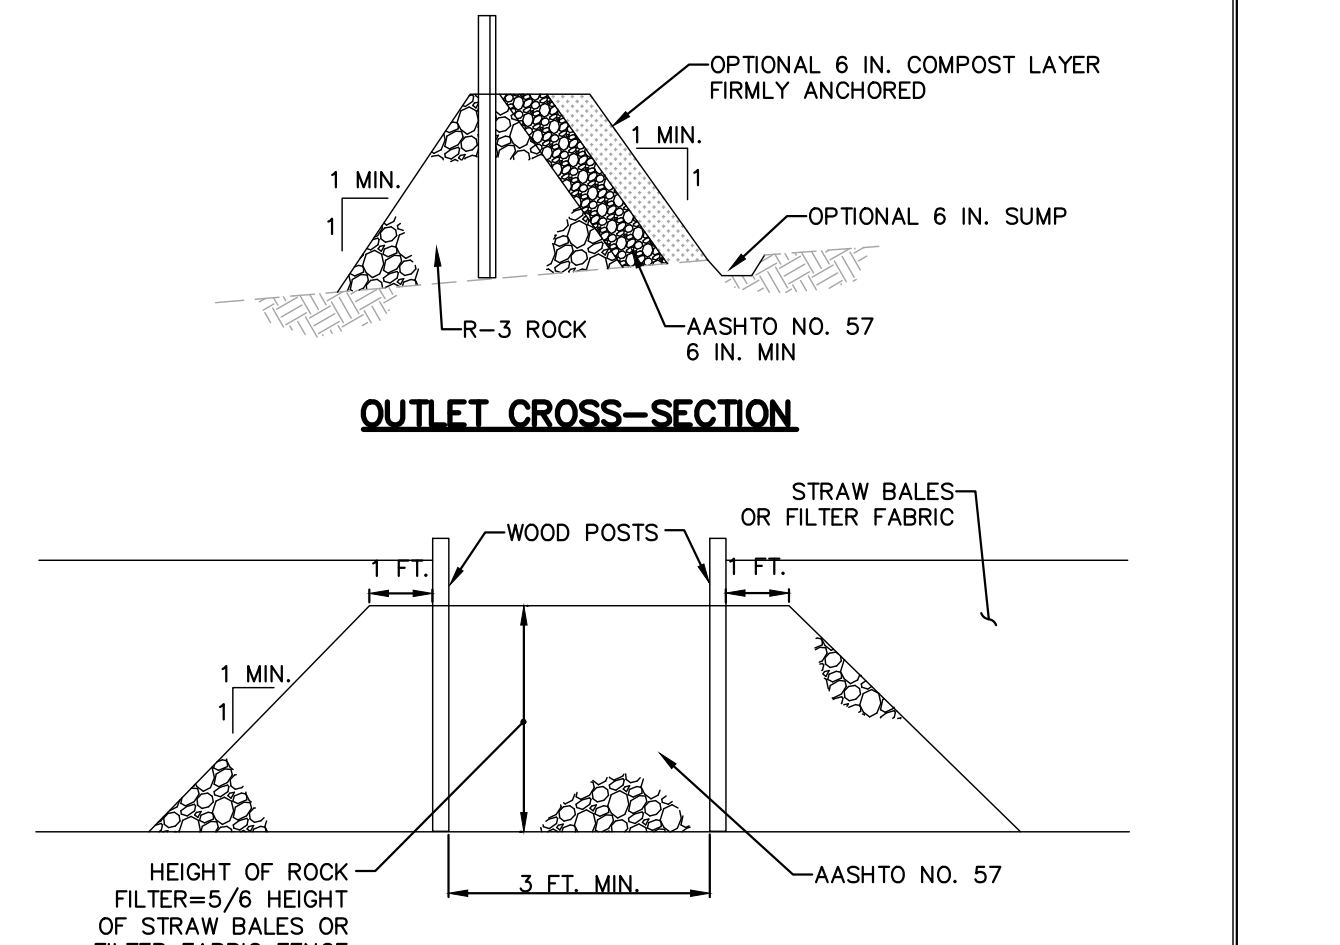 OPTIONAL 6 IN. COMPOST LAYER
FIRMLY ANCHORED
1 MIN.
1
1 MIN.
1
OPTIONAL 6 IN. SUMP
R-3 ROCK
AASHTO NO. 57
6 IN. MIN
OUTLET CROSS-SECTION
STRAW BALES
OR FILTER FABRIC
WOOD POSTS
1 FT.
1 FT.
1 MIN.
1
HEIGHT OF ROCK
FILTER=5/6 HEIGHT
OF STRAW BALES OR
FILTER FABRIC FENCE
3 FT. MIN.
AASHTO NO. 57